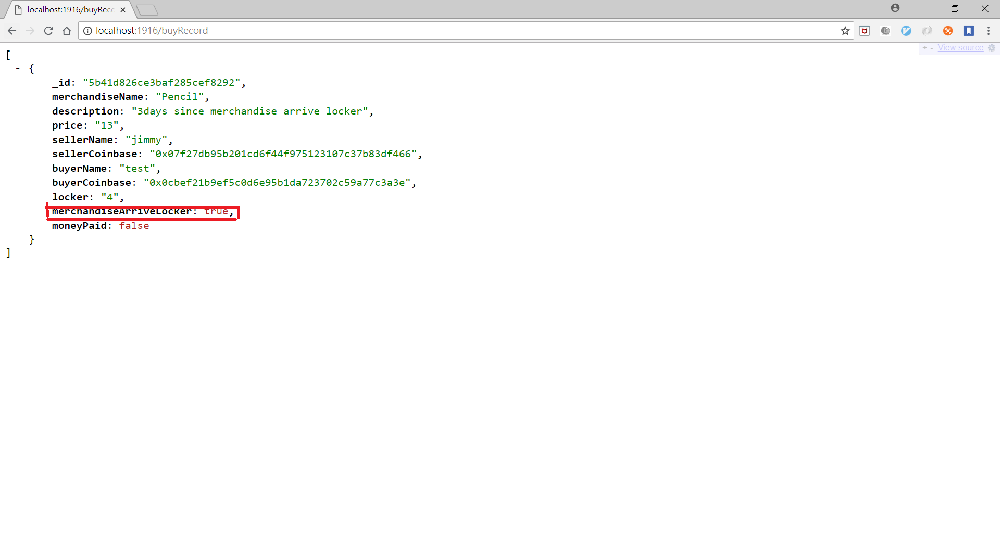 localhost:1916/buyRec
localhost:1916/buyRecord
+ - View source
[
- {
_id: "5b41d826ce3baf285cef8292",
merchandiseName: "Pencil",
description: "3days since merchandise arrive locker",
price: "13",
sellerName: "jimmy",
sellerCoinbase: "0x07f27db95b201cd6f44f975123107c37b83df466",
buyerName: "test",
buyerCoinbase: "0x0cbef21b9ef5c0d6e95b1da723702c59a77c3a3e",
locker: "4",
merchandiseArriveLocker: true,
moneyPaid: false
}
]